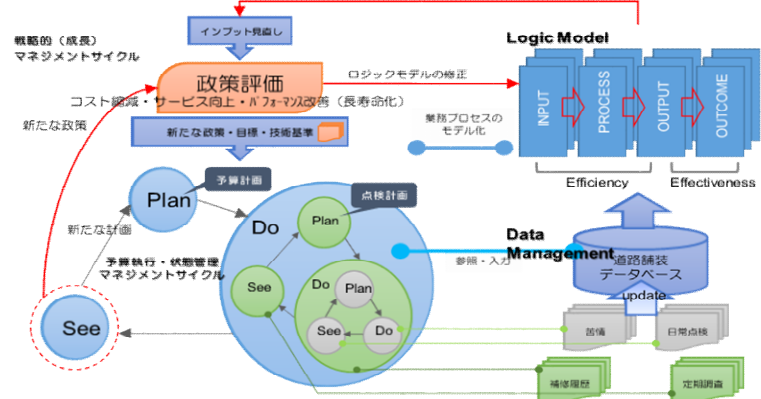 インプット見直し
戦略的（成長）
マネジメントサイクル
Logic Model
政策評価
ロジックモデルの修正
コスト縮減・サービス向上・パフォーマンス改善（長寿命化）
新たな政策
新たな政策・目標・技術基準
業務プロセスの
モデル化
INPUT
PROCESS
OUTPUT
OUTCOME
Efficiency
Effectiveness
予算計画
Plan
点検計画
Do
Plan
新たな計画
予算執行・状態管理
マネジメントサイクル
Data
Management
参照・入力
道路舗装
データベース
update
See
Do
Plan
See
Do
See
苦情
日常点検
補修履歴
定期調査